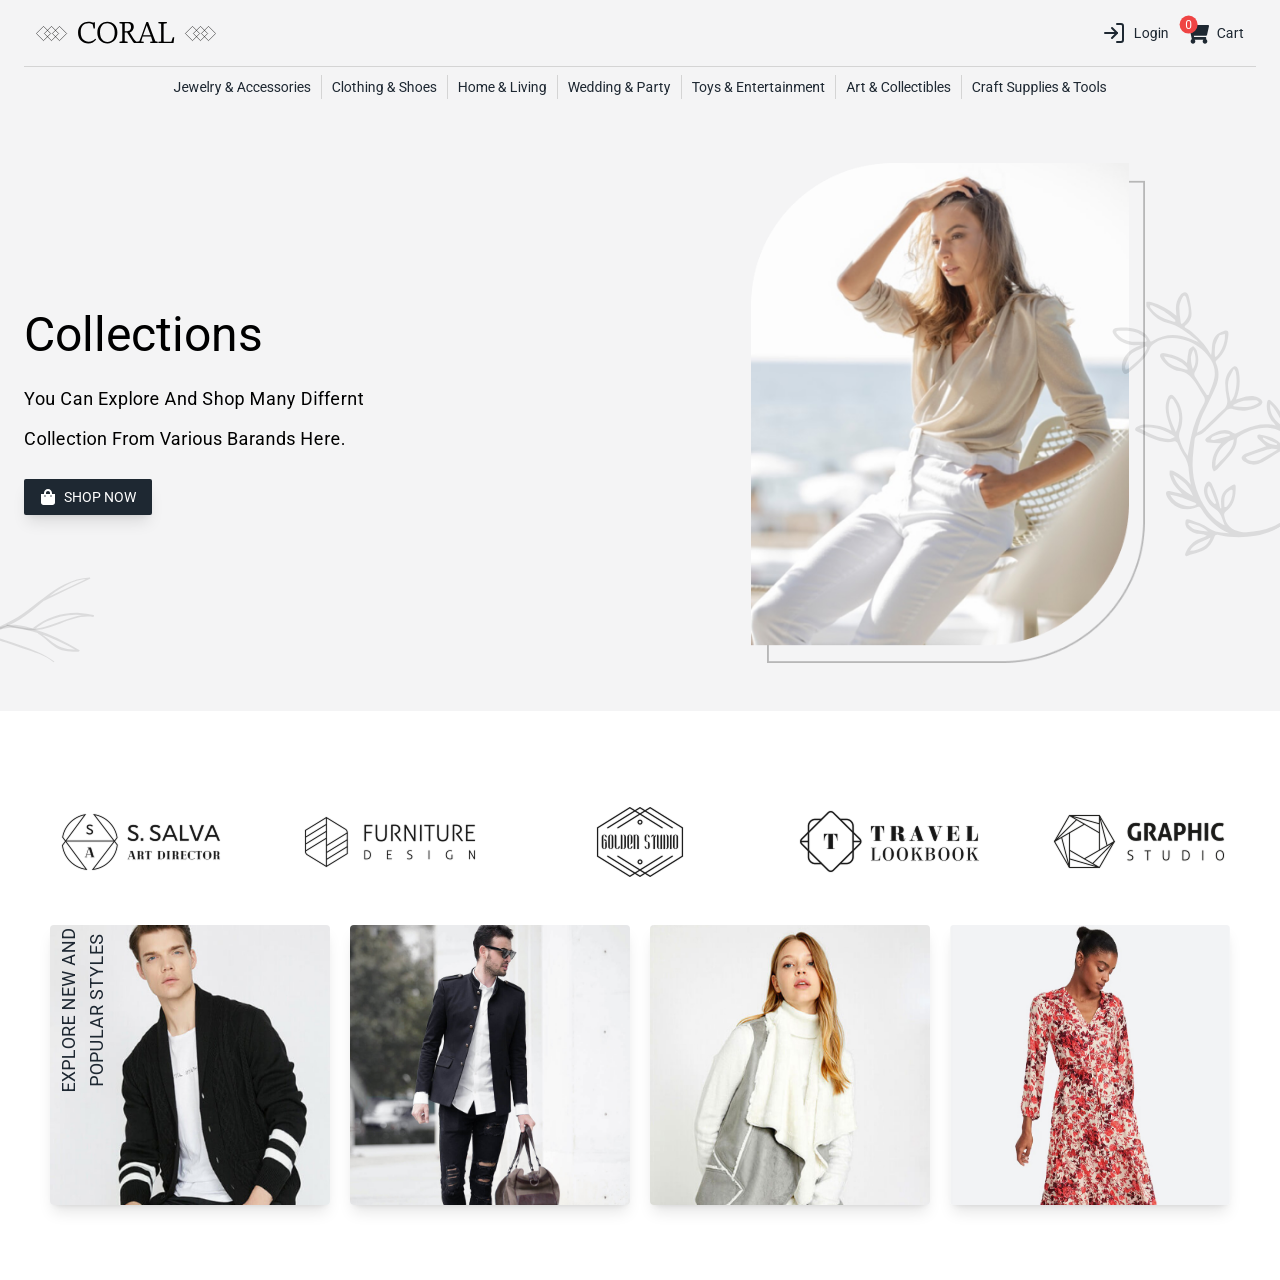 CORAL
Login
0
Cart
Jewelry & Accessories
Clothing & Shoes
Home & Living
Wedding & Party
Toys & Entertainment
Art & Collectibles
Craft Supplies & Tools
Collections
You Can Explore And Shop Many Differnt
Collection From Various Barands Here.
SHOP NOW
S
A
S. SALVA
ART DIRECTOR
FURNITURE
DESIGN
GOLDEN STUDIO
T
TRAVEL
LOOKBOOK
GRAPHIC
STUDIO
EXPLORE NEW AND
POPULAR STYLES